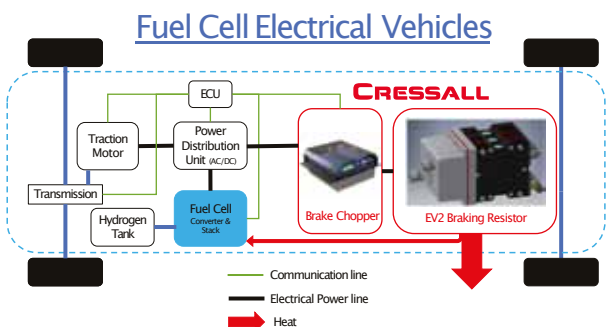 Fuel Cell Electrical Vehicles
ECU
CRESSALL
Traction
Motor
Power
Distribution
Unit (AC/DC)
Transmission
Hydrogen
Tank
Fuel Cell
Converter &
Stack
Brake Chopper
EV2 Braking Resistor
Communication line
Electrical Power line
Heat